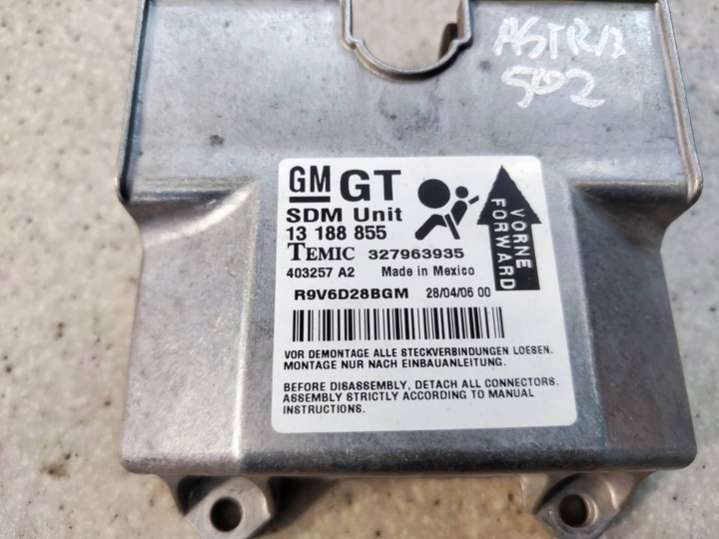 ASTRA
502
GM GT
SDM Unit
13 188 855
TEMIC 327963935
403257 A2 Made in Mexico
VORNE
FORWARD
R9V6D28BGM 28/04/06 00
VOR DEMONTAGE ALLE STECKVERBINDUNGEN LOESEN.
MONTAGE NUR NACH EINBAUANLEITUNG.
BEFORE DISASSEMBLY, DETACH ALL CONNECTORS.
ASSEMBLY STRICTLY ACCORDING TO MANUAL
INSTRUCTIONS.